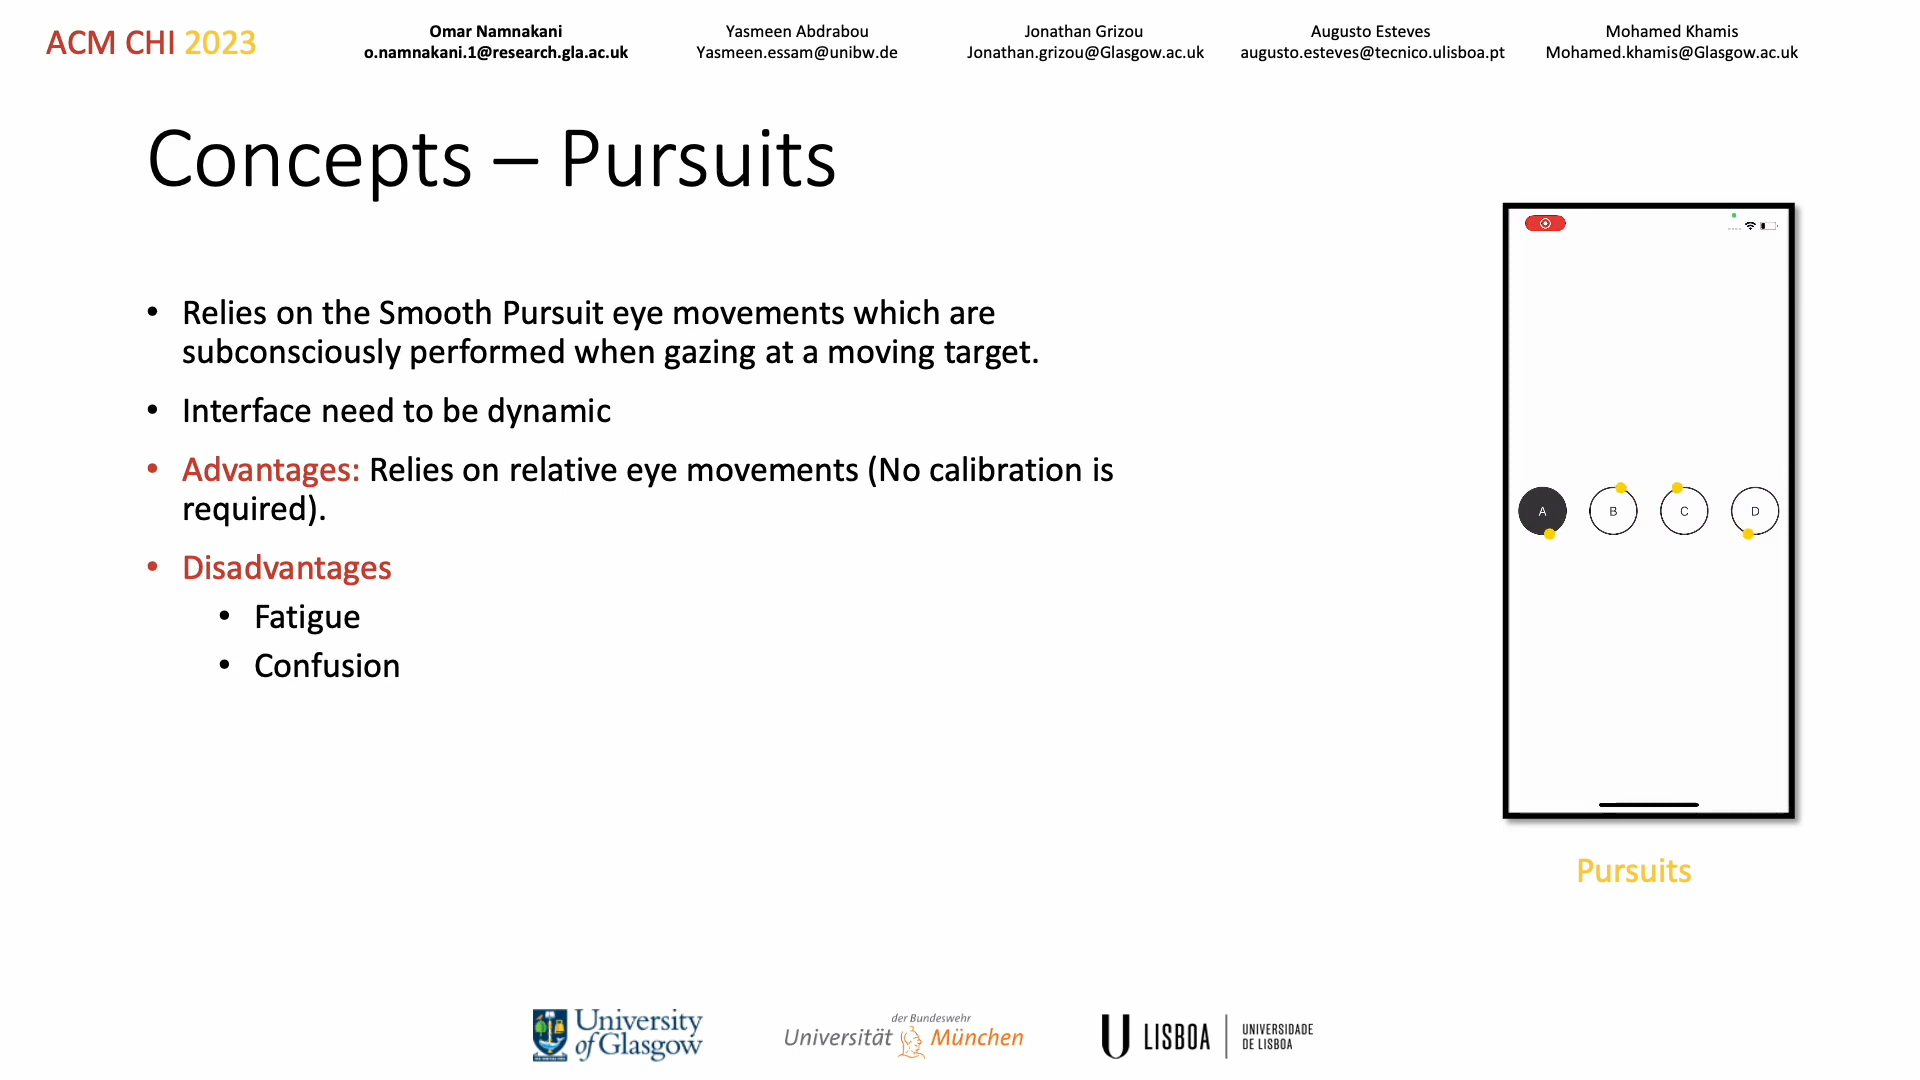 ACM CHI 2023
Omar Namnakani
o.namnakani.1@research.gla.ac.uk
Yasmeen Abdrabou
Yasmeen.essam@unibw.de
Jonathan Grizou
Jonathan.grizou@Glasgow.ac.uk
Augusto Esteves
augusto.esteves@tecnico.ulisboa.pt
Mohamed Khamis
Mohamed.khamis@Glasgow.ac.uk
Concepts – Pursuits
• Relies on the Smooth Pursuit eye movements which are
subconsciously performed when gazing at a moving target.
• Interface need to be dynamic
• Advantages: Relies on relative eye movements (No calibration is
required).
• Disadvantages
• Fatigue
• Confusion
A B C D
Pursuits
University
of Glasgow
der Bundeswehr
Universität München
U LISBOA
UNIVERSIDADE
DE LISBOA